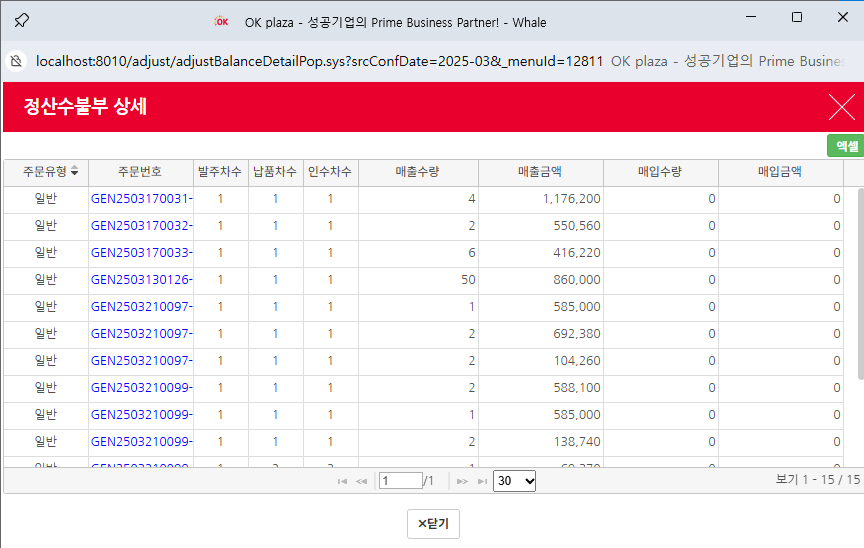 OK plaza - 성공기업의 Prime Business Partner! - Whale
localhost:8010/adjust/adjustBalanceDetailPop.sys?srcConfDate=2025-03&_menuId=12811 OK plaza - 성공기업의 Prime Busine
정산수불부 상세
엑셀
주문유형 주문번호 발주차수 납품차수 인수차수 매출수량 매출금액 매입수량 매입금액
일반 GEN2503170031- 1 1 1 4 1,176,200 0 0
일반 GEN2503170032- 1 1 1 2 550,560 0 0
일반 GEN2503170033- 1 1 1 6 416,220 0 0
일반 GEN2503130126- 1 1 1 50 860,000 0 0
일반 GEN2503210097- 1 1 1 1 585,000 0 0
일반 GEN2503210097- 1 1 1 2 692,380 0 0
일반 GEN2503210097- 1 1 1 2 104,260 0 0
일반 GEN2503210099- 1 1 1 2 588,100 0 0
일반 GEN2503210099- 1 1 1 1 585,000 0 0
일반 GEN2503210099- 1 1 1 2 138,740 0 0
1 /1 30 보기 1 - 15 / 15
×닫기